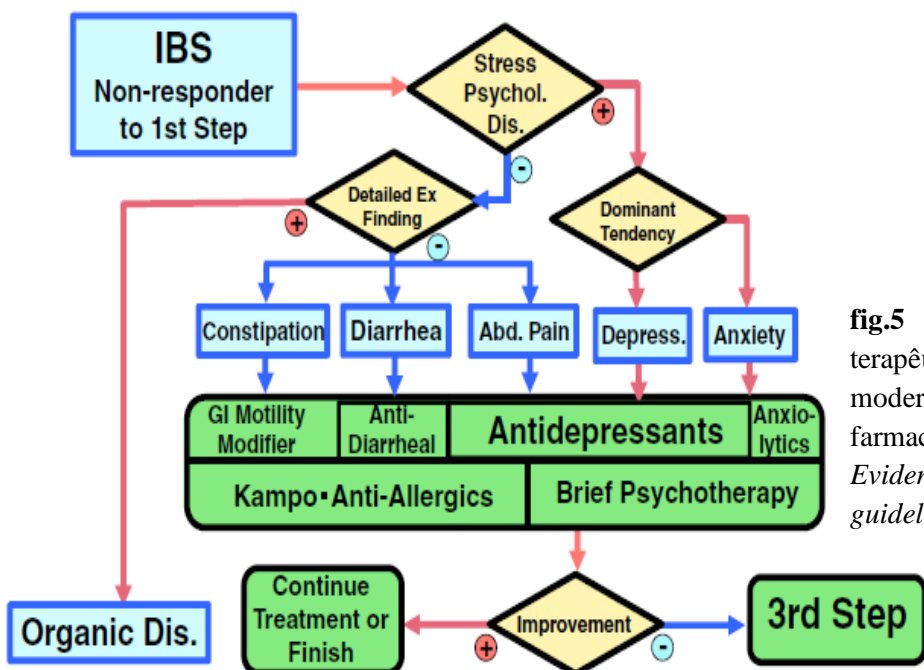 IBS
Non-responder
to 1st Step
Stress
Psychol.
Dis.
+
-
Detailed Ex
Finding
+
-
Dominant
Tendency
Constipation
Diarrhea
Abd. Pain
Depress.
Anxiety
GI Motility
Modifier
Anti-
Diarrheal
Antidepressants
Anxio-
lytics
Kampo・Anti-Allergics
Brief Psychotherapy
Organic Dis.
Continue
Treatment or
Finish
Improvement
+
-
3rd Step
fig.5
terapêu
moder
farmac
Eviden
guidel